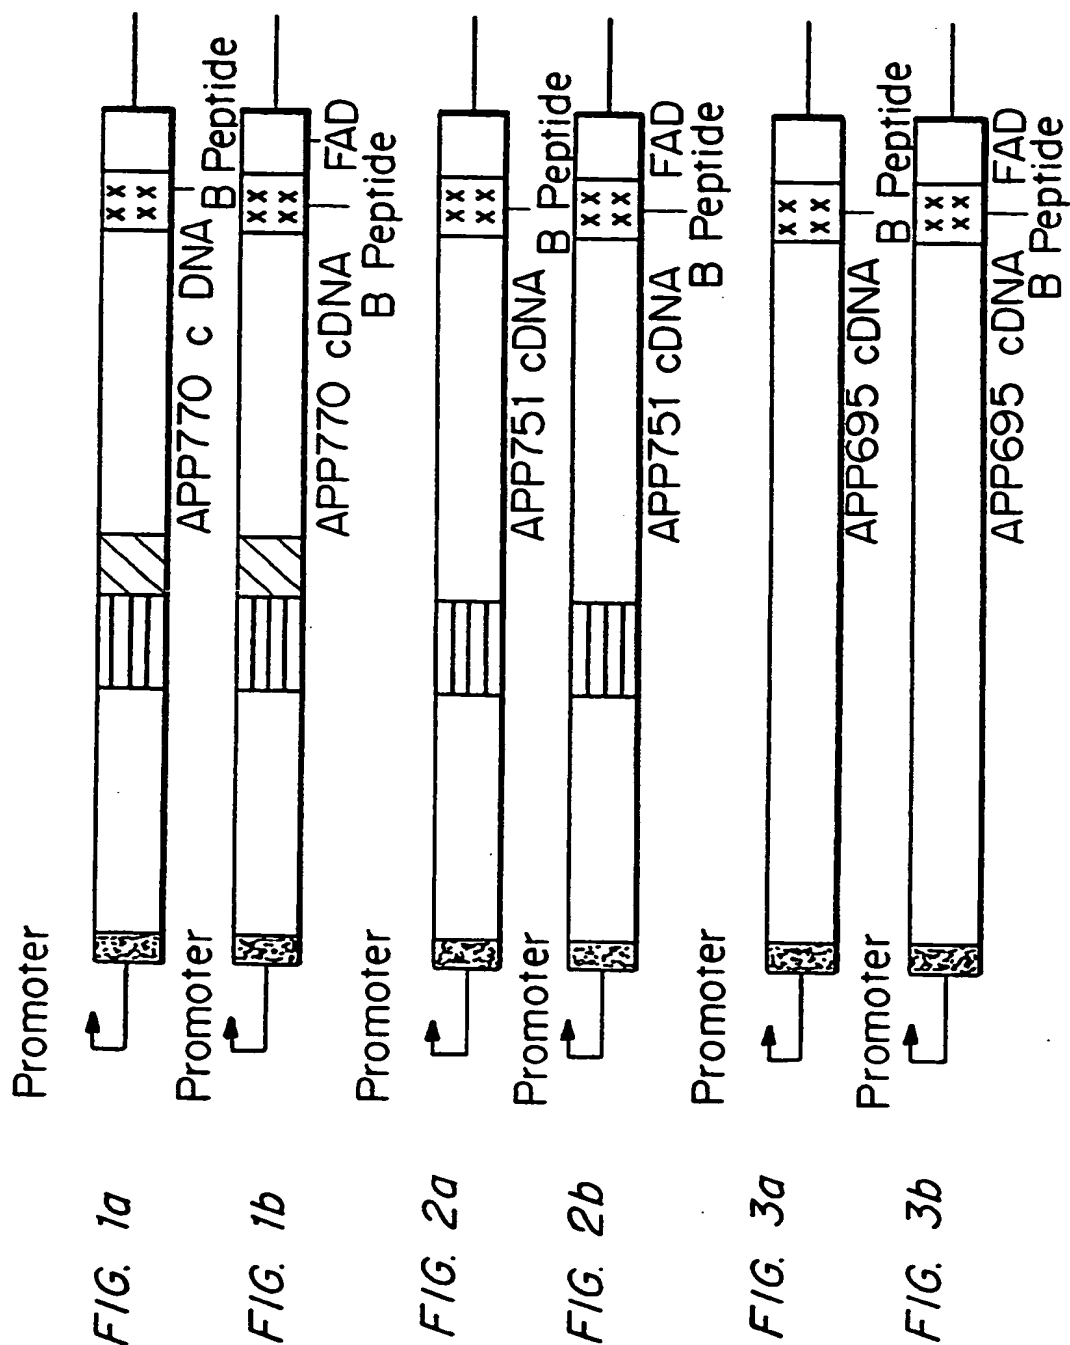 FIG. 1a
Promoter
APP770 c DNA
B Peptide
FIG. 1b
Promoter
APP770 cDNA
B Peptide
FAD
FIG. 2a
Promoter
APP751 cDNA
B Peptide
FIG. 2b
Promoter
APP751 cDNA
B Peptide
FAD
FIG. 3a
Promoter
APP695 cDNA
B Peptide
FIG. 3b
Promoter
APP695 cDNA
B Peptide
FAD